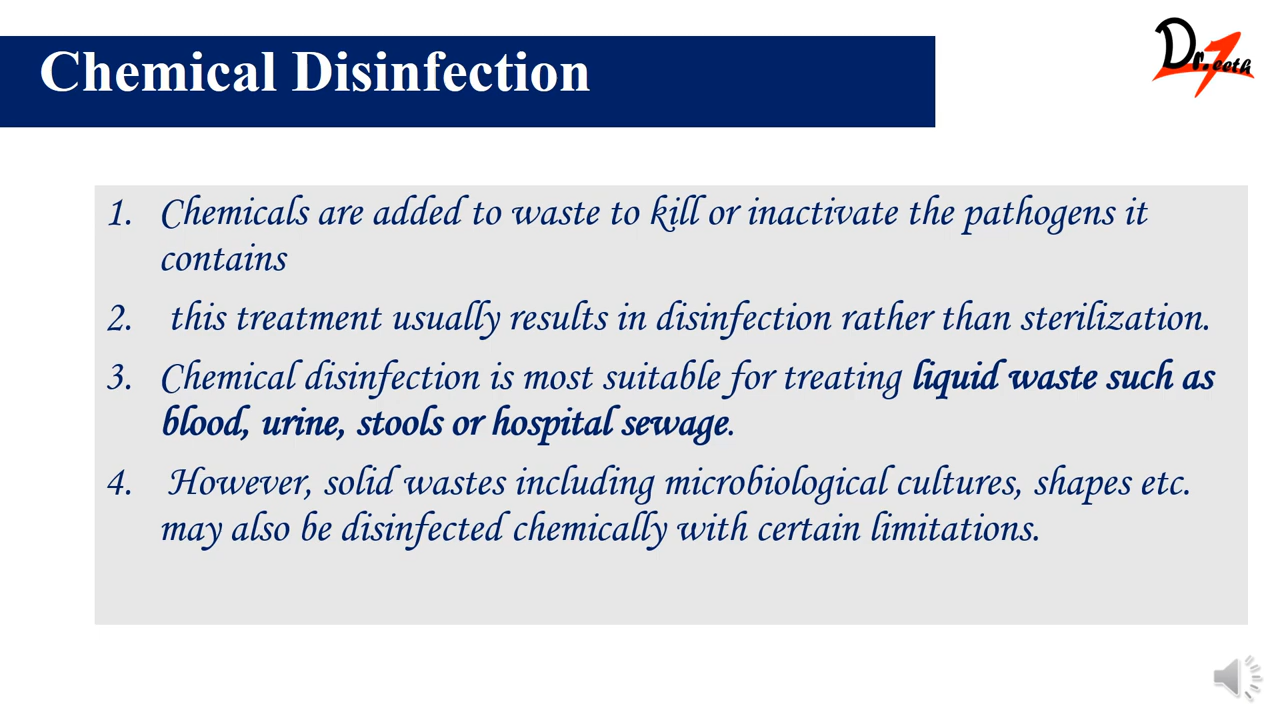 Chemical Disinfection
Dr.Teeth
1. Chemicals are added to waste to kill or inactivate the pathogens it
contains
2. this treatment usually results in disinfection rather than sterilization.
3. Chemical disinfection is most suitable for treating liquid waste such as
blood, urine, stools or hospital sewage.
4. However, solid wastes including microbiological cultures, shapes etc.
may also be disinfected chemically with certain limitations.